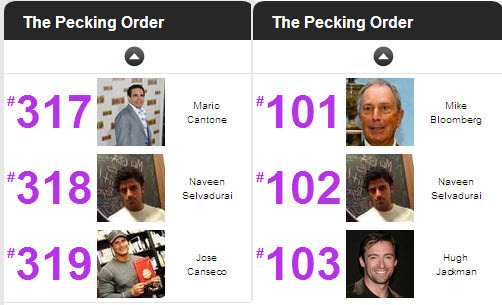 The Pecking Order
#317
Mario
Cantone
#318
Naveen
Selvadurai
#319
Jose
Canseco
The Pecking Order
#101
Mike
Bloomberg
#102
Naveen
Selvadurai
#103
Hugh
Jackman